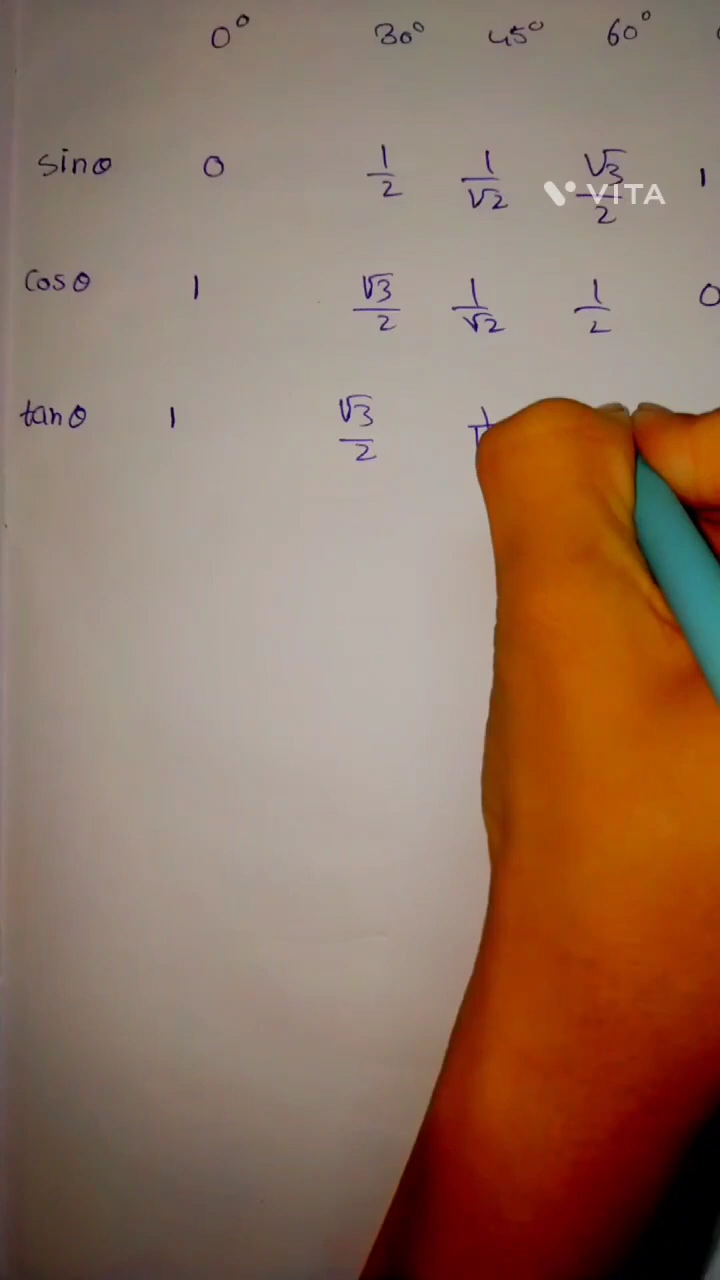 0° 30° 45° 60°
sinθ 0 1/2 1/√2 √3/2 1
VITA
cosθ 1 √3/2 1/√2 1/2 0
tanθ 1 √3/2